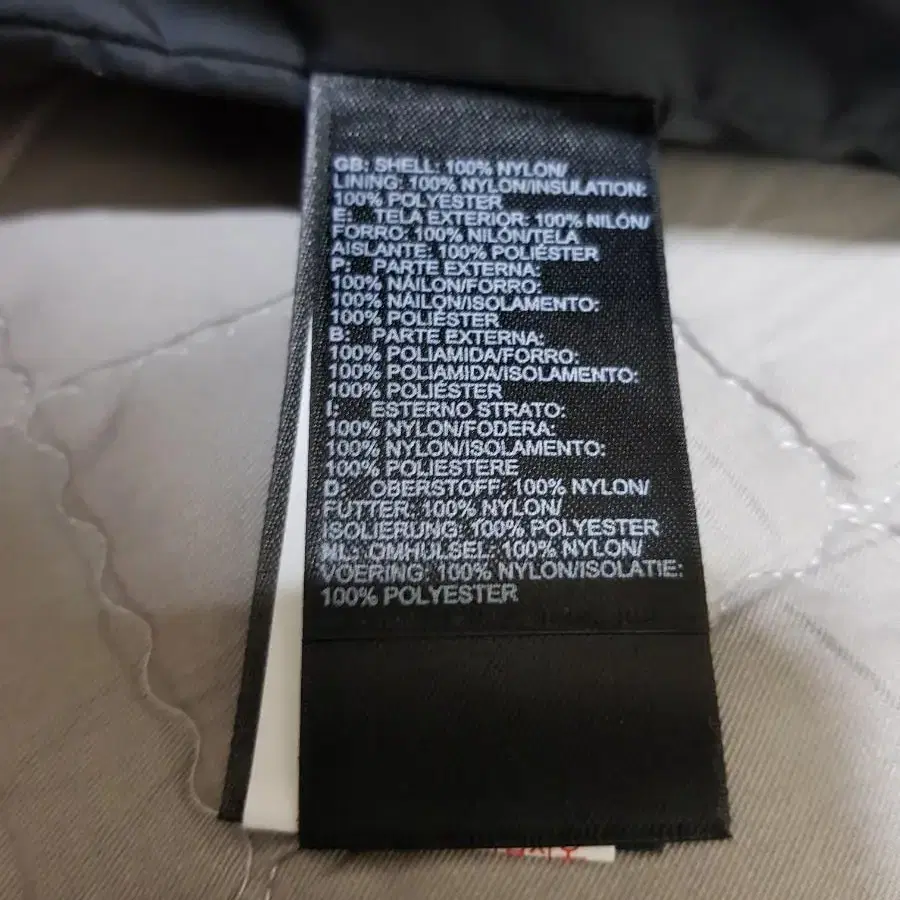 GB: SHELL: 100% NYLON/
LINING: 100% NYLON/INSULATION:
100% POLYESTER
E: TELA EXTERIOR: 100% NILÓN/
FORRO: 100% NILÓN/TELA
AISLANTE: 100% POLIÉSTER
P: PARTE EXTERNA:
100% NÁILON/FORRO:
100% NÁILON/ISOLAMENTO:
100% POLIÉSTER
B: PARTE EXTERNA:
100% POLIAMIDA/FORRO:
100% POLIAMIDA/ISOLAMENTO:
100% POLIÉSTER
I: ESTERNO STRATO:
100% NYLON/FODERA:
100% NYLON/ISOLAMENTO:
100% POLIESTERE
D: OBERSTOFF: 100% NYLON/
FUTTER: 100% NYLON/
ISOLIERUNG: 100% POLYESTER
NL: OMHULSEL: 100% NYLON/
VOERING: 100% NYLON/ISOLATIE:
100% POLYESTER